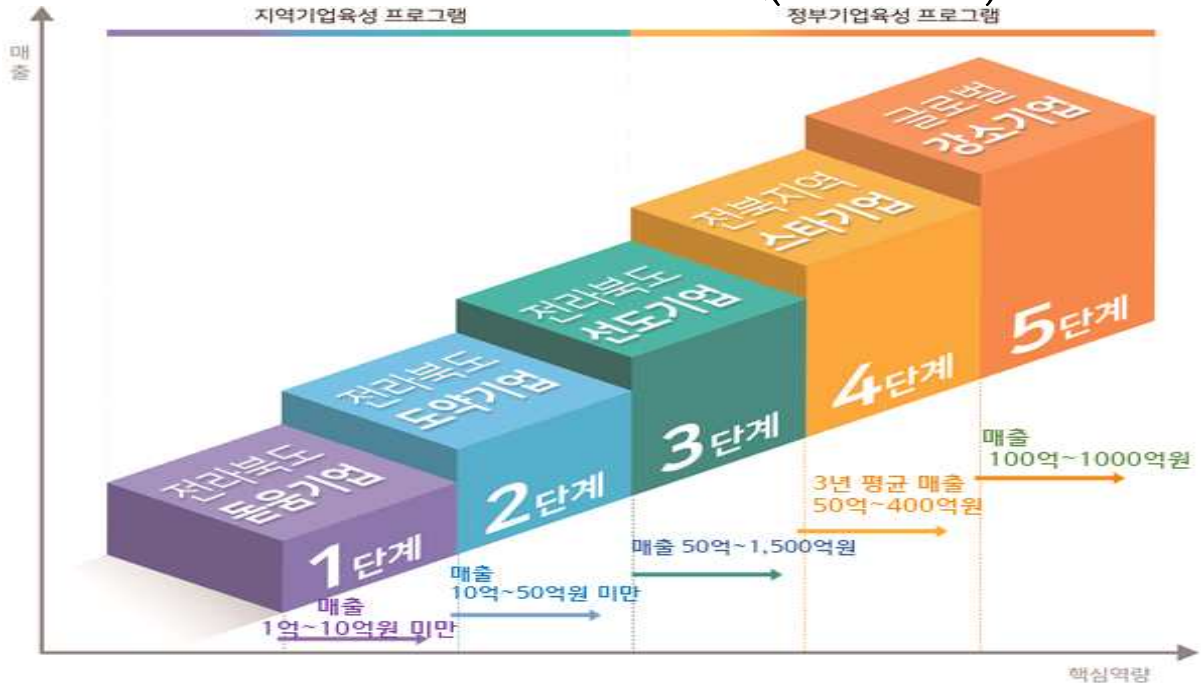 지역기업육성 프로그램
정부기업육성 프로그램
매출
글로벌
강소기업
5단계
전북지역
스타기업
4단계
전라북도
선도기업
3단계
전라북도
도약기업
2단계
전라북도
돋움기업
1단계
매출
1억~10억원 미만
매출
10억~50억원 미만
매출 50억~1,500억원
3년 평균 매출
50억~400억원
매출
100억~1000억원
핵심역량